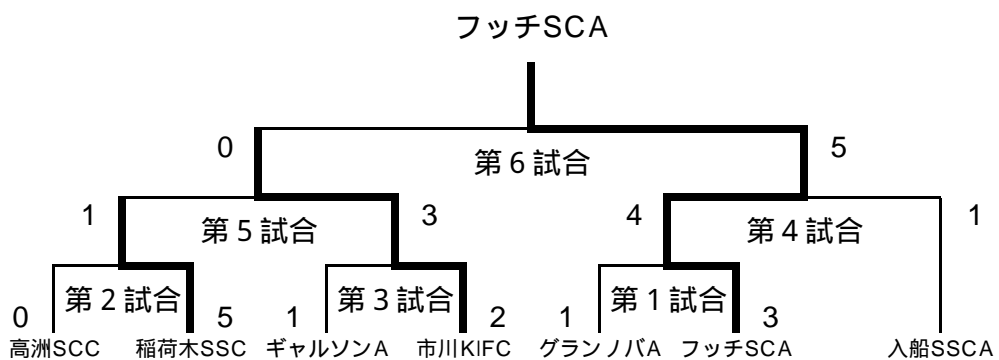 フッチSCA
0 第6試合 5
1 第5試合 3 4 第4試合 1
0 第2試合 5 1 第3試合 2 1 第1試合 3
高洲SCC 稲荷木SSC ギャルソンA 市川KIFC グランノバA フッチSCA 入船SSCA